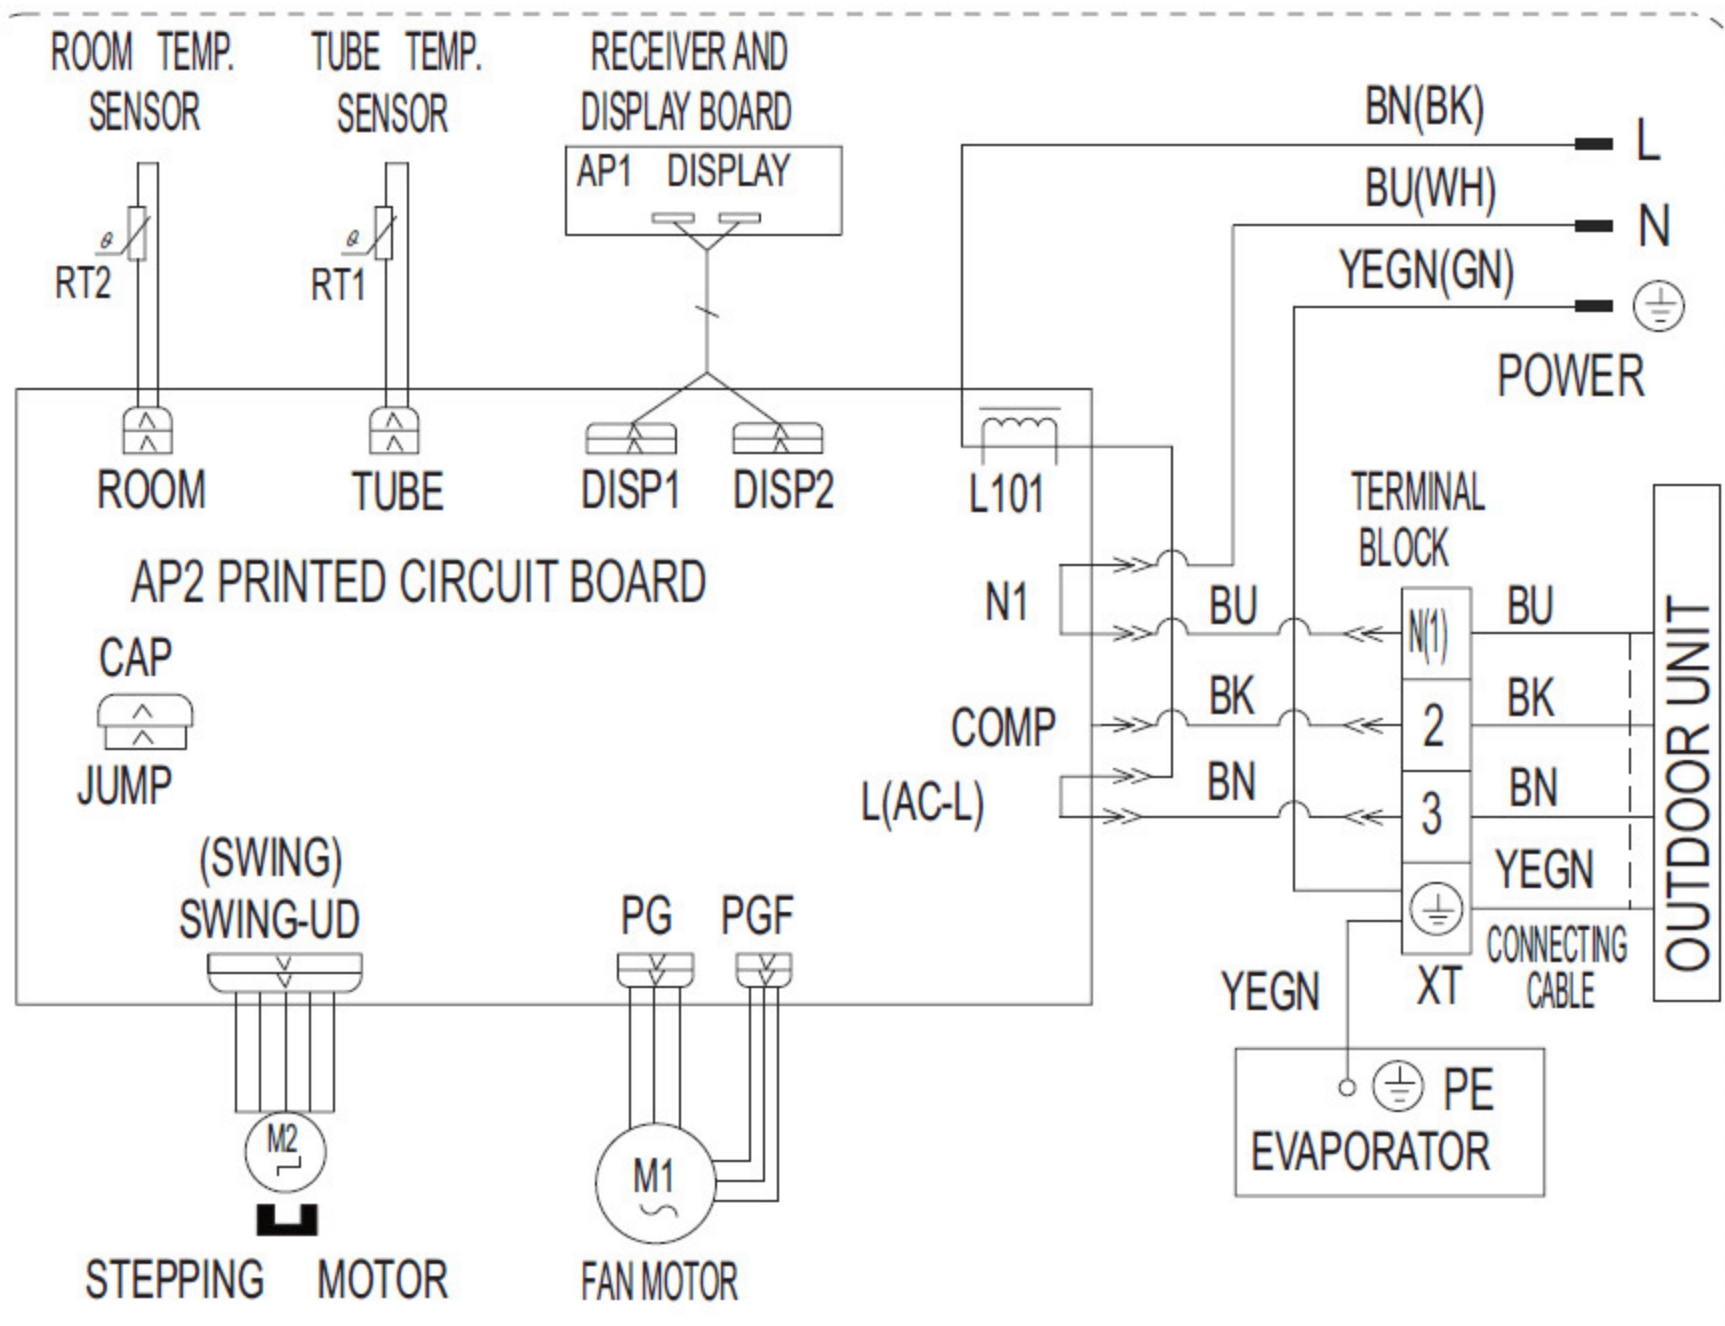 ROOM TEMP.
SENSOR
TUBE TEMP.
SENSOR
RECEIVER AND
DISPLAY BOARD
AP1 DISPLAY
BN(BK)
L
BU(WH)
N
YEGN(GN)
POWER
θ
RT2
θ
RT1
ROOM
TUBE
DISP1
DISP2
L101
AP2 PRINTED CIRCUIT BOARD
CAP
JUMP
N1
COMP
L(AC-L)
BU
BK
BN
TERMINAL
BLOCK
N(1)
2
3
XT
BU
BK
BN
YEGN
CONNECTING
CABLE
OUTDOOR UNIT
(SWING)
SWING-UD
PG
PGF
YEGN
PE
EVAPORATOR
M2
STEPPING MOTOR
M1
FAN MOTOR